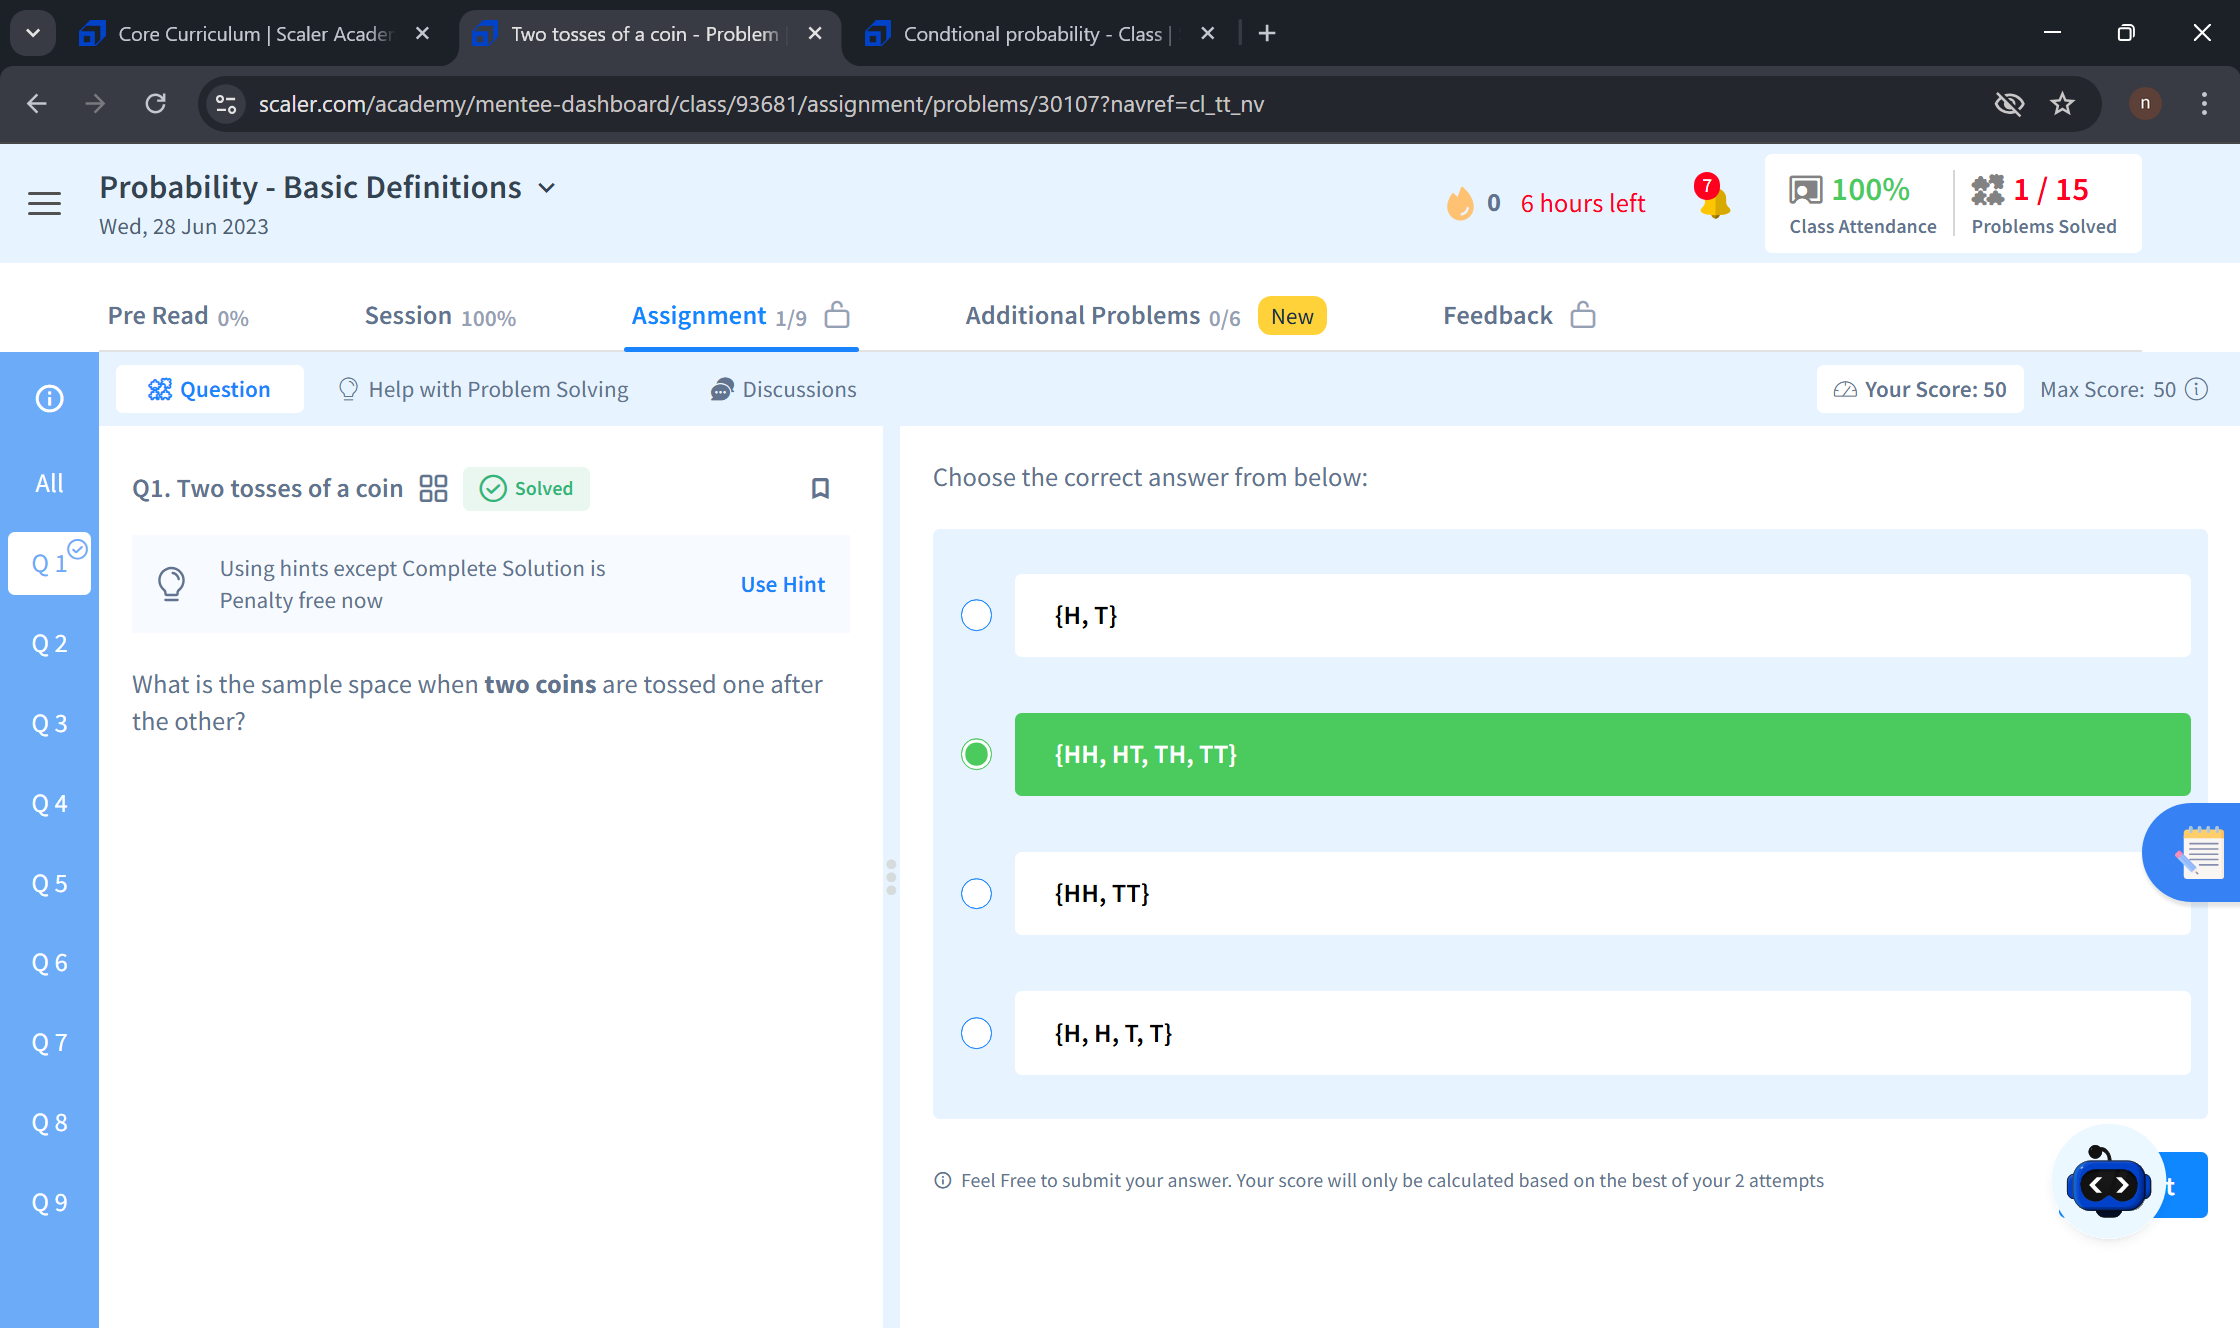 Core Curriculum | Scaler Acade
Two tosses of a coin - Problem
Condtional probability - Class |
scaler.com/academy/mentee-dashboard/class/93681/assignment/problems/30107?navref=cl_tt_nv
n
Probability - Basic Definitions
Wed, 28 Jun 2023
0
6 hours left
7
100%
Class Attendance
1 / 15
Problems Solved
Pre Read 0%
Session 100%
Assignment 1/9
Additional Problems 0/6
New
Feedback
Question
Help with Problem Solving
Discussions
Your Score: 50
Max Score: 50
All
Q 1
Q 2
Q 3
Q 4
Q 5
Q 6
Q 7
Q 8
Q 9
Q1. Two tosses of a coin
Solved
Using hints except Complete Solution is
Penalty free now
Use Hint
What is the sample space when two coins are tossed one after
the other?
Choose the correct answer from below:
{H, T}
{HH, HT, TH, TT}
{HH, TT}
{H, H, T, T}
Feel Free to submit your answer. Your score will only be calculated based on the best of your 2 attempts